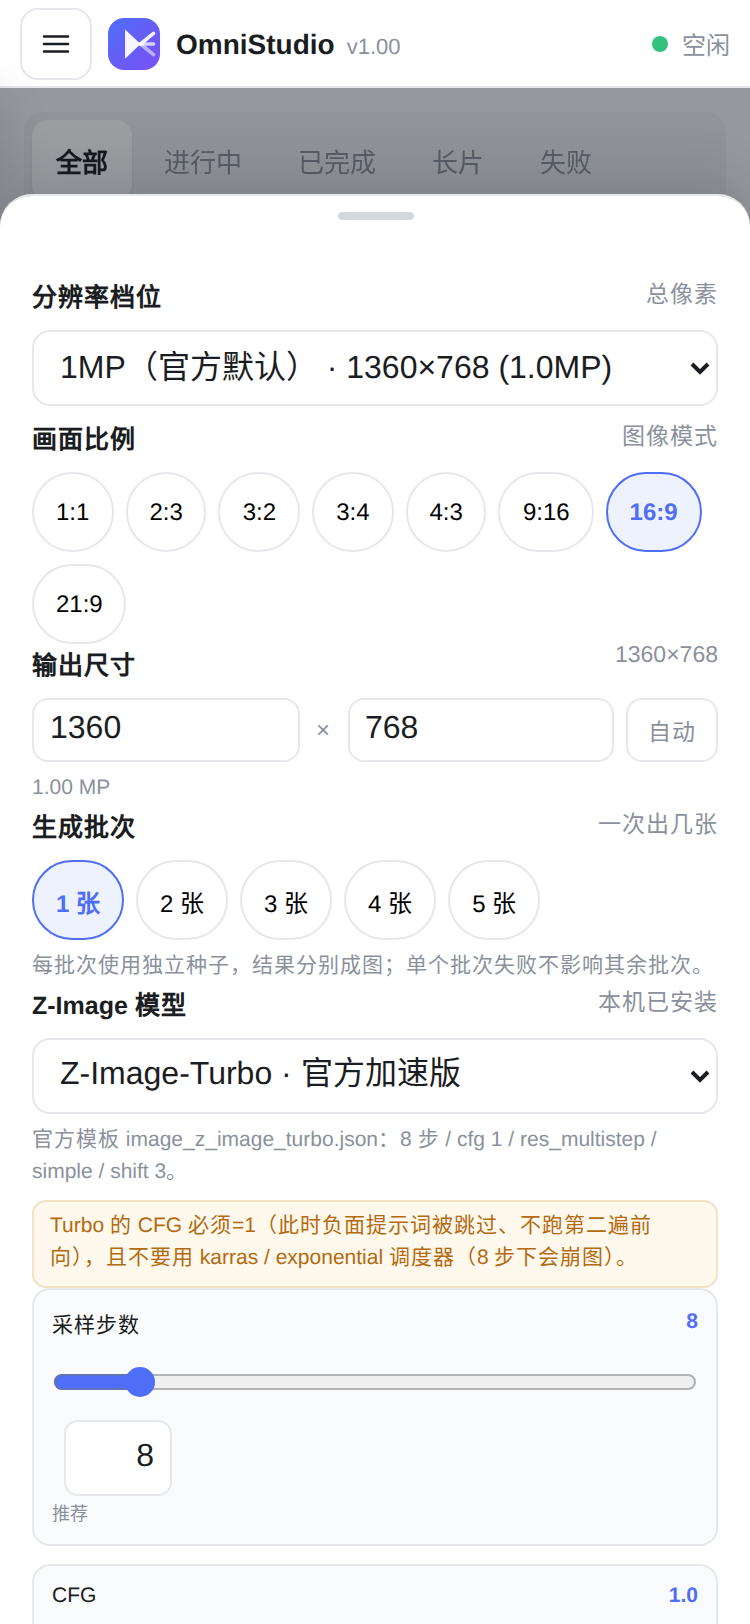 OmniStudio v1.00 空闲
全部 进行中 已完成 长片 失败
分辨率档位 总像素
1MP（官方默认） · 1360×768 (1.0MP)
画面比例 图像模式
1:1 2:3 3:2 3:4 4:3 9:16 16:9
21:9
输出尺寸 1360×768
1360 × 768 自动
1.00 MP
生成批次 一次出几张
1 张 2 张 3 张 4 张 5 张
每批次使用独立种子，结果分别成图；单个批次失败不影响其余批次。
Z-Image 模型 本机已安装
Z-Image-Turbo · 官方加速版
官方模板 image_z_image_turbo.json：8 步 / cfg 1 / res_multistep /
simple / shift 3。
Turbo 的 CFG 必须=1（此时负面提示词被跳过、不跑第二遍前
向），且不要用 karras / exponential 调度器（8 步下会崩图）。
采样步数 8
8
推荐
CFG 1.0